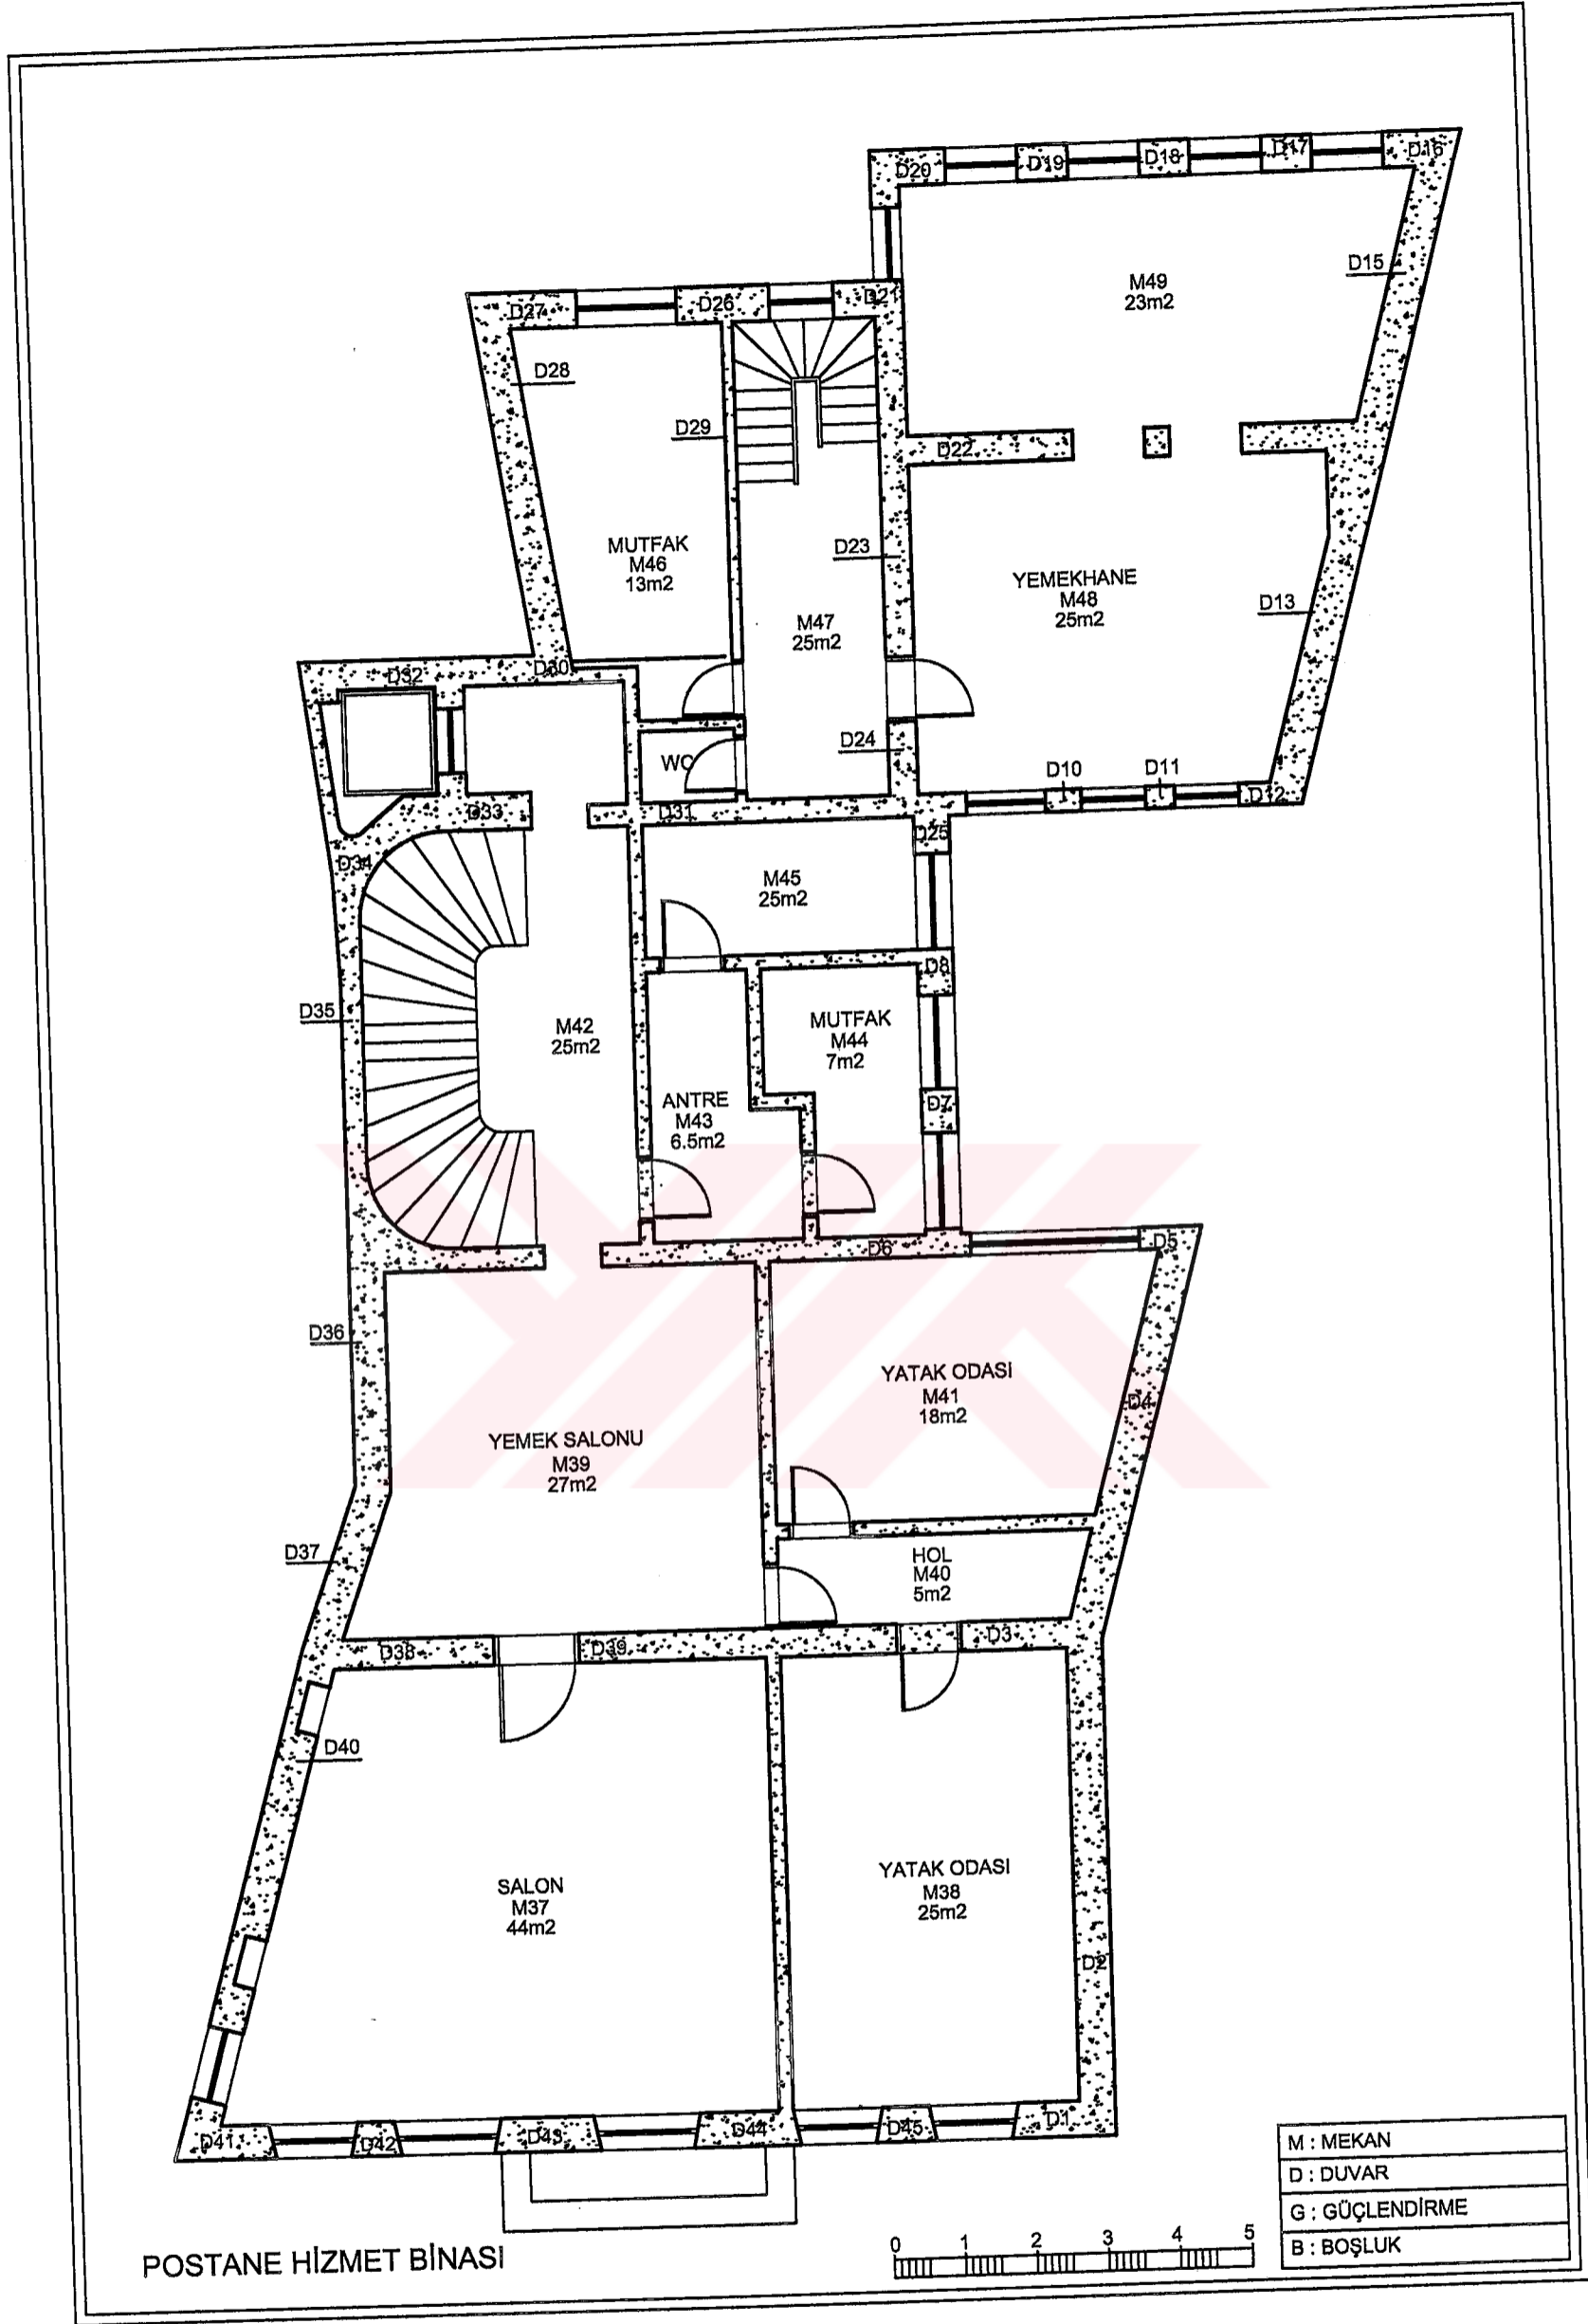 D20
D19
D18
D17
D16
D15
M49
23m2
D27
D26
D21
D28
D29
D22
MUTFAK
M46
13m2
D23
YEMEKHANE
M48
25m2
D13
M47
25m2
D32
D30
D24
WC
D10
D11
D12
D33
D31
D25
D34
M45
25m2
D8
D35
M42
25m2
MUTFAK
M44
7m2
D7
ANTRE
M43
6.5m2
D6
D5
D36
YATAK ODASI
M41
18m2
D4
YEMEK SALONU
M39
27m2
D37
HOL
M40
5m2
D38
D39
D3
D40
SALON
M37
44m2
YATAK ODASI
M38
25m2
D2
D41
D42
D43
D44
D45
D1
M : MEKAN
D : DUVAR
G : GÜÇLENDİRME
B : BOŞLUK
0 1 2 3 4 5
POSTANE HİZMET BİNASI